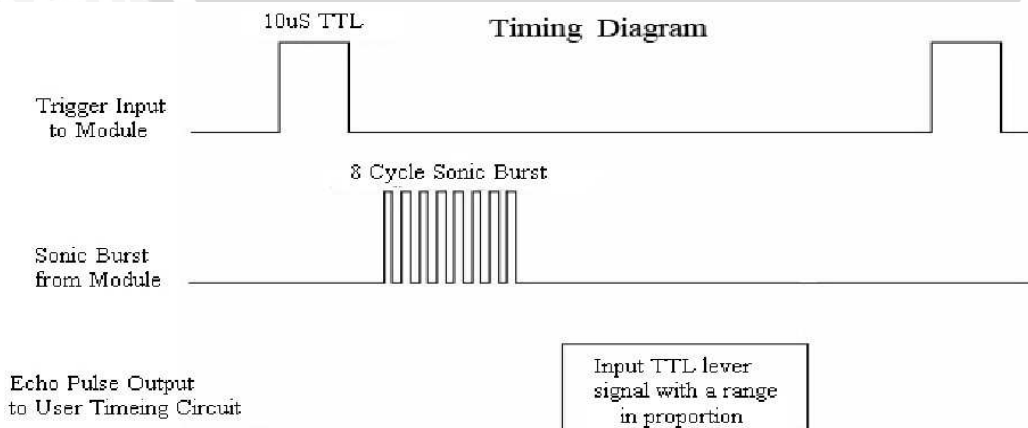 10uS TTL
Timing Diagram
Trigger Input
to Module
8 Cycle Sonic Burst
Sonic Burst
from Module
Echo Pulse Output
to User Timeing Circuit
Input TTL lever
signal with a range
in proportion